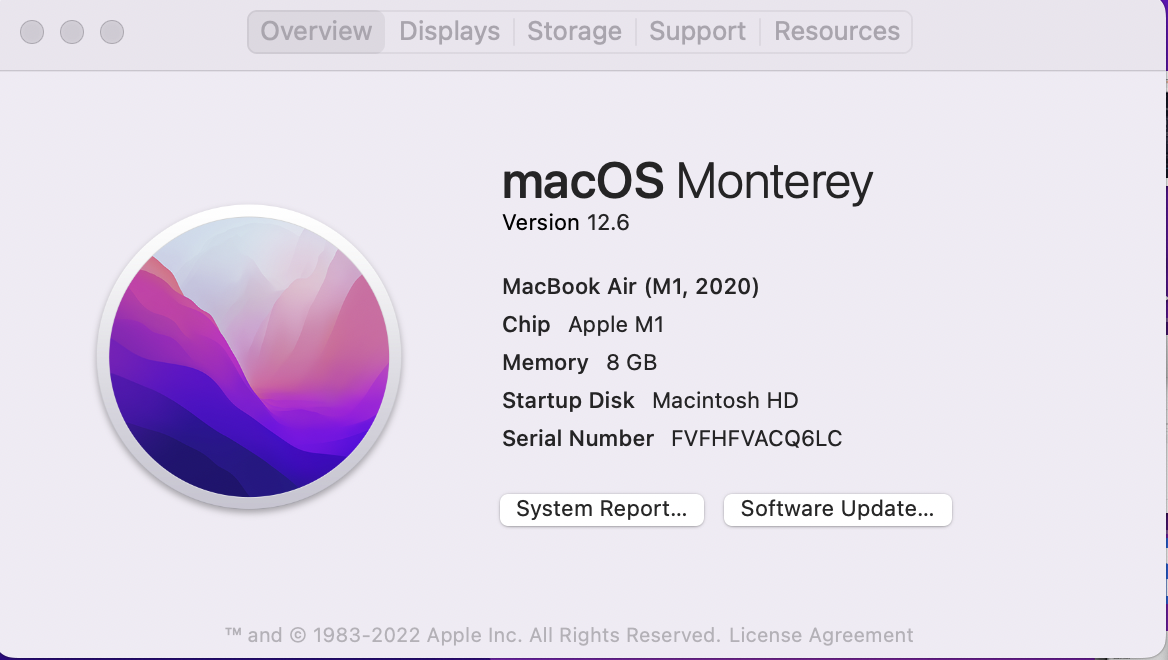 Overview Displays Storage Support Resources
macOS Monterey
Version 12.6
MacBook Air (M1, 2020)
Chip Apple M1
Memory 8 GB
Startup Disk Macintosh HD
Serial Number FVFHFVACQ6LC
System Report... Software Update...
™ and © 1983-2022 Apple Inc. All Rights Reserved. License Agreement